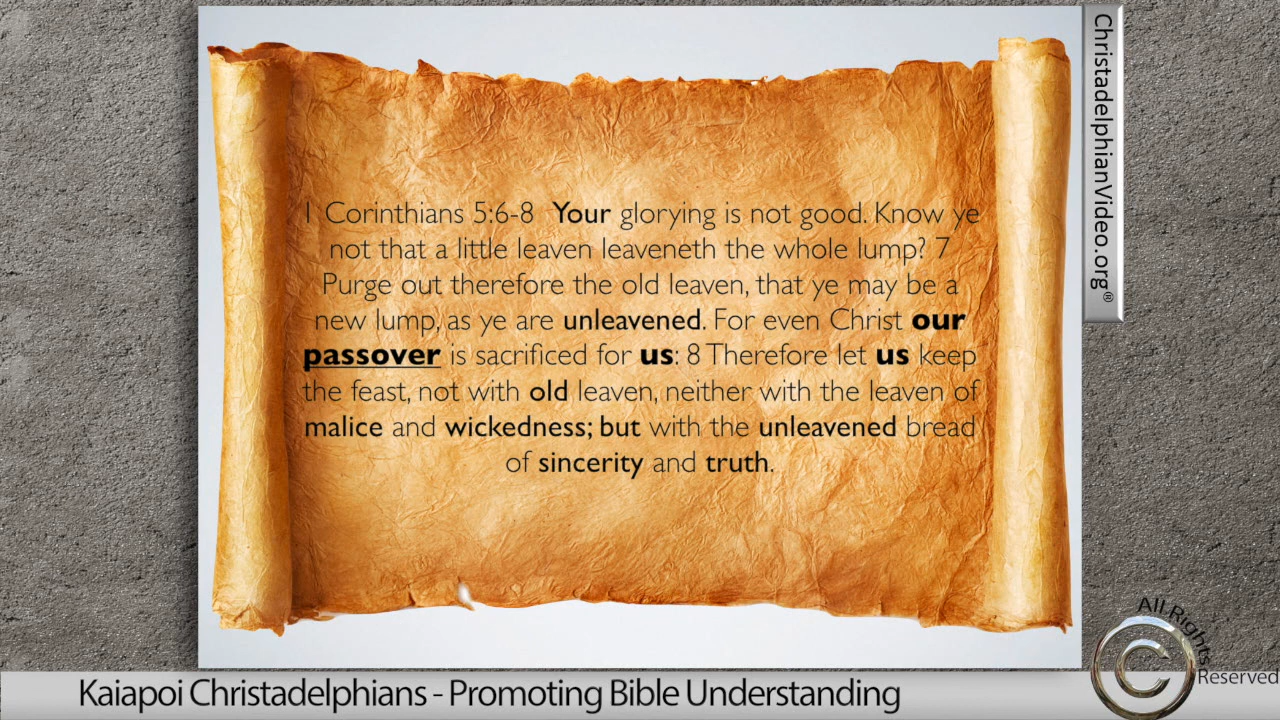 1 Corinthians 5:6-8 Your glorying is not good. Know ye
not that a little leaven leaveneth the whole lump? 7
Purge out therefore the old leaven, that ye may be a
new lump, as ye are unleavened. For even Christ our
passover is sacrificed for us: 8 Therefore let us keep
the feast, not with old leaven, neither with the leaven of
malice and wickedness; but with the unleavened bread
of sincerity and truth.
ChristadelphianVideo.org®
All Rights
©
Reserved
Kaiapoi Christadelphians - Promoting Bible Understanding